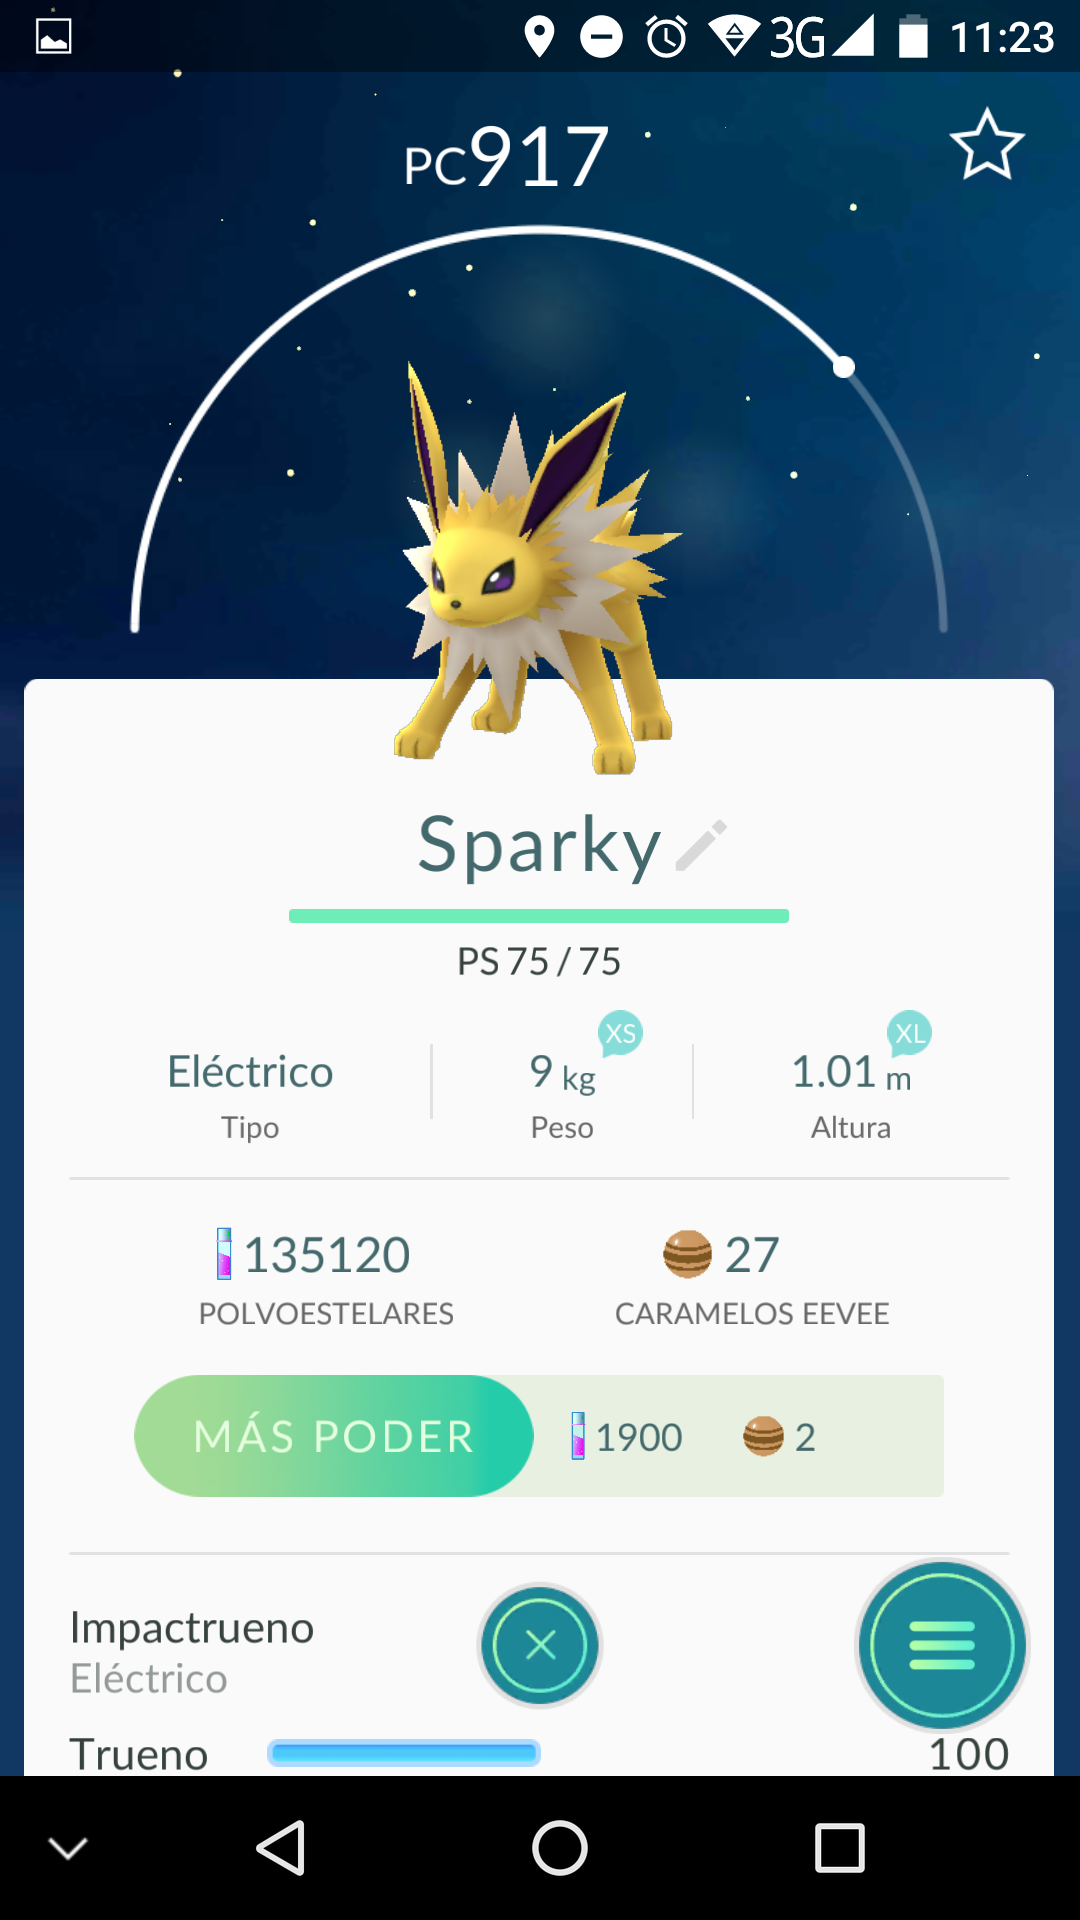 3G 11:23
PC917
Sparky
PS 75 / 75
XS XL
Eléctrico 9 kg 1.01 m
Tipo Peso Altura
135120 27
POLVOESTELARES CARAMELOS EEVEE
MÁS PODER 1900 2
Impactrueno
Eléctrico
Trueno 100